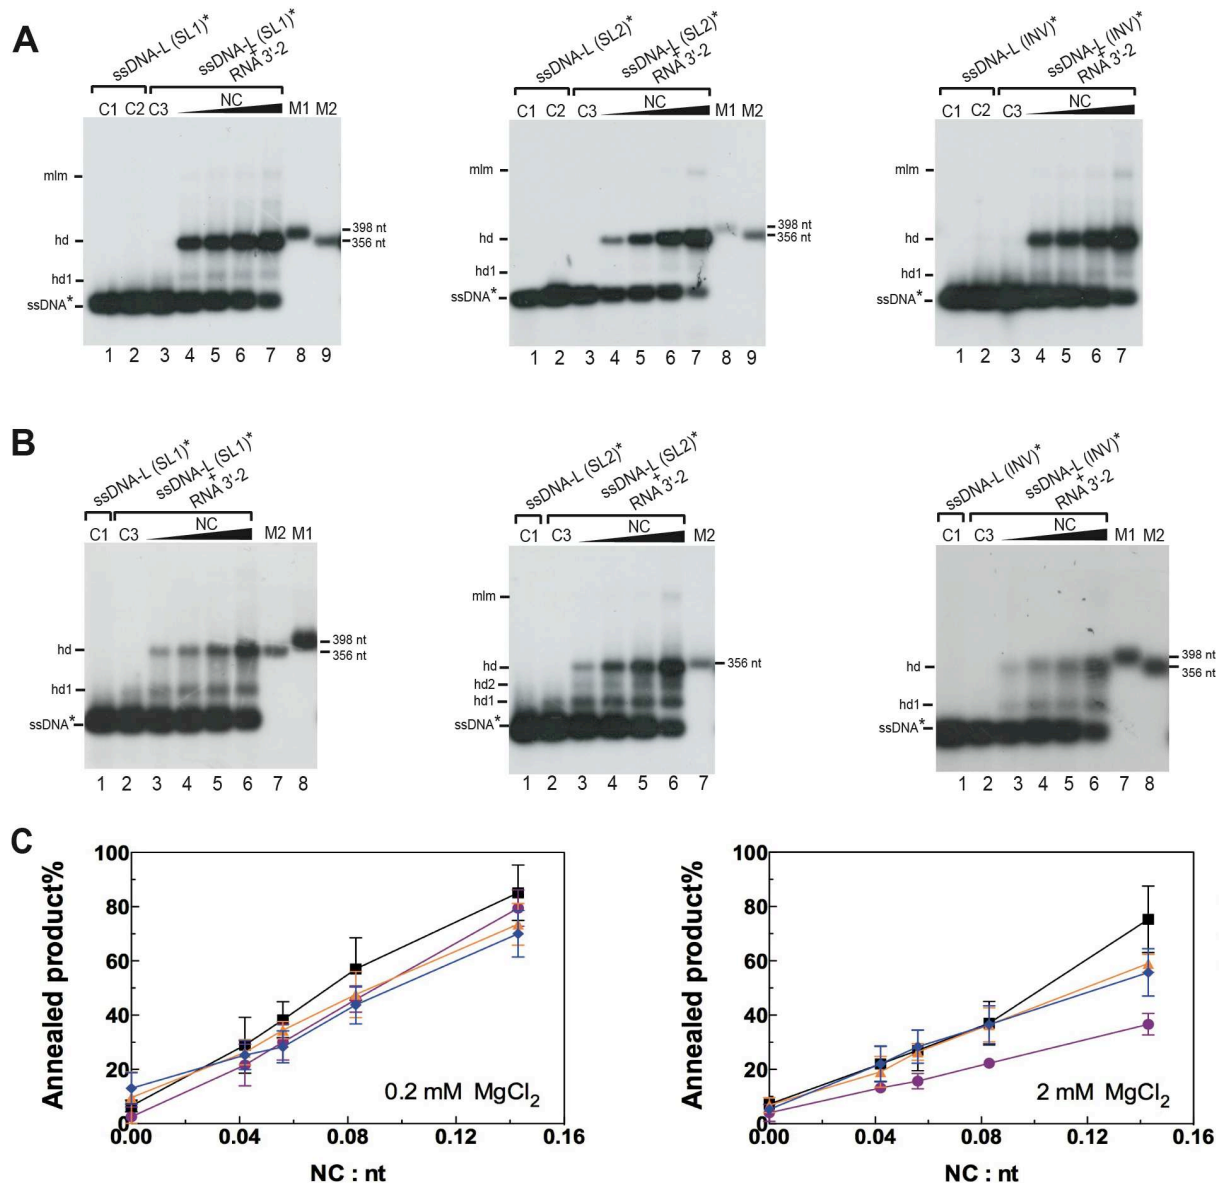 A
ssDNA-L (SL1)*
ssDNA-L (SL1)*
+
RNA 3'-2
C1 C2 C3 NC M1 M2
mlm
hd
hd1
ssDNA*
398 nt
356 nt
1 2 3 4 5 6 7 8 9
ssDNA-L (SL2)*
ssDNA-L (SL2)*
+
RNA 3'-2
C1 C2 C3 NC M1 M2
mlm
hd
hd1
ssDNA*
398 nt
356 nt
1 2 3 4 5 6 7 8 9
ssDNA-L (INV)*
ssDNA-L (INV)*
+
RNA 3'-2
C1 C2 C3 NC
mlm
hd
hd1
ssDNA*
1 2 3 4 5 6 7
B
ssDNA-L (SL1)*
ssDNA-L (SL1)*
+
RNA 3'-2
C1 C3 NC M2 M1
hd
hd1
ssDNA*
398 nt
356 nt
1 2 3 4 5 6 7 8
ssDNA-L (SL2)*
ssDNA-L (SL2)*
+
RNA 3'-2
C1 C3 NC M2
mlm
hd
hd2
hd1
ssDNA*
356 nt
1 2 3 4 5 6 7
ssDNA-L (INV)*
ssDNA-L (INV)*
+
RNA 3'-2
C1 C3 NC M1 M2
hd
hd1
ssDNA*
398 nt
356 nt
1 2 3 4 5 6 7 8
C
Annealed product%
100
80
60
40
20
0
0.00 0.04 0.08 0.12 0.16
0.2 mM MgCl2
NC : nt
Annealed product%
100
80
60
40
20
0
0.00 0.04 0.08 0.12 0.16
2 mM MgCl2
NC : nt